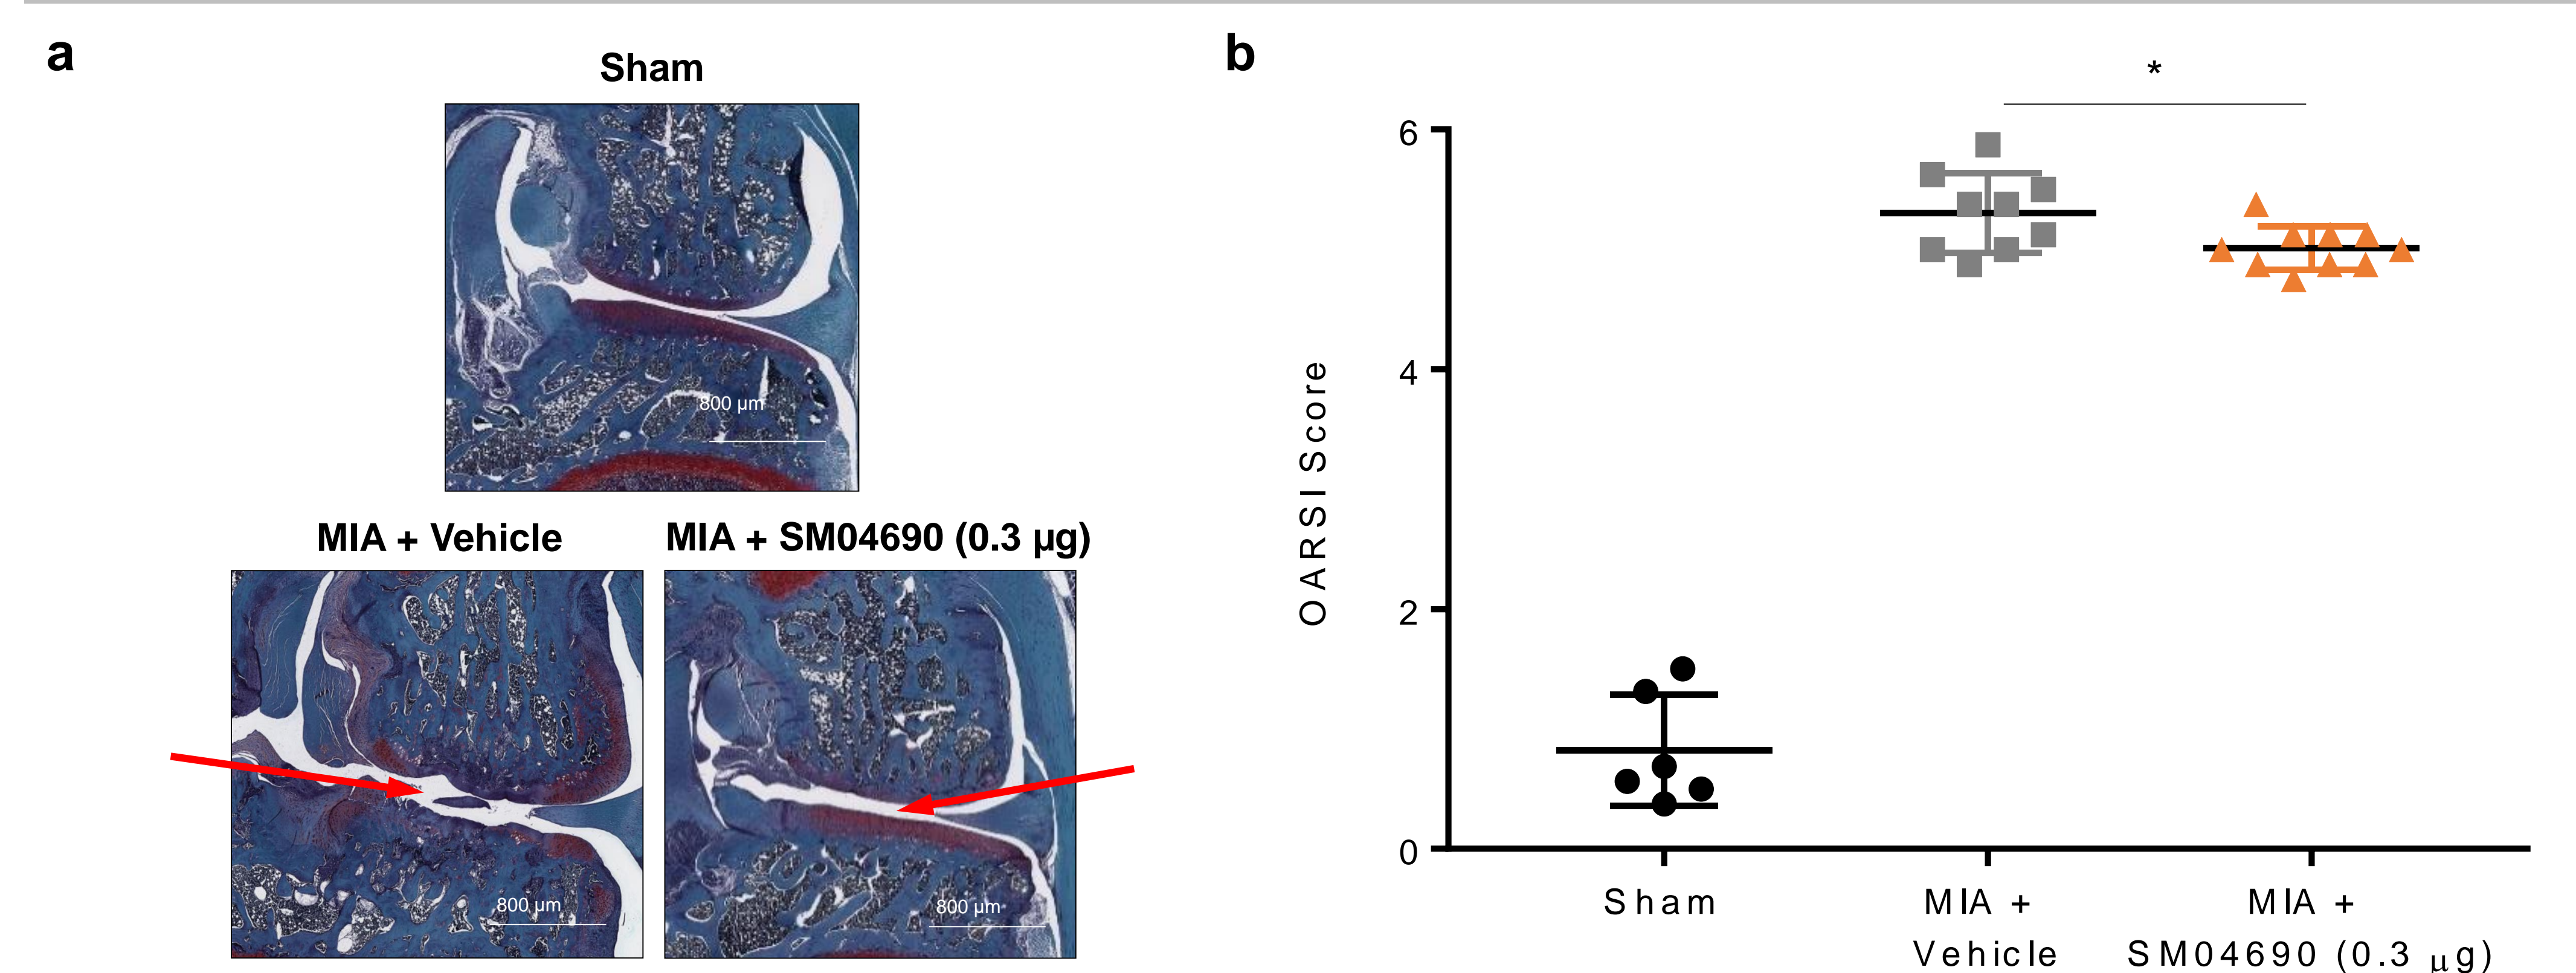 a
Sham
800 µm
MIA + Vehicle
MIA + SM04690 (0.3 µg)
800 µm
800 µm
b
*
6
4
2
0
OARSI Score
Sham
MIA +
Vehicle
MIA +
SM04690 (0.3 µg)